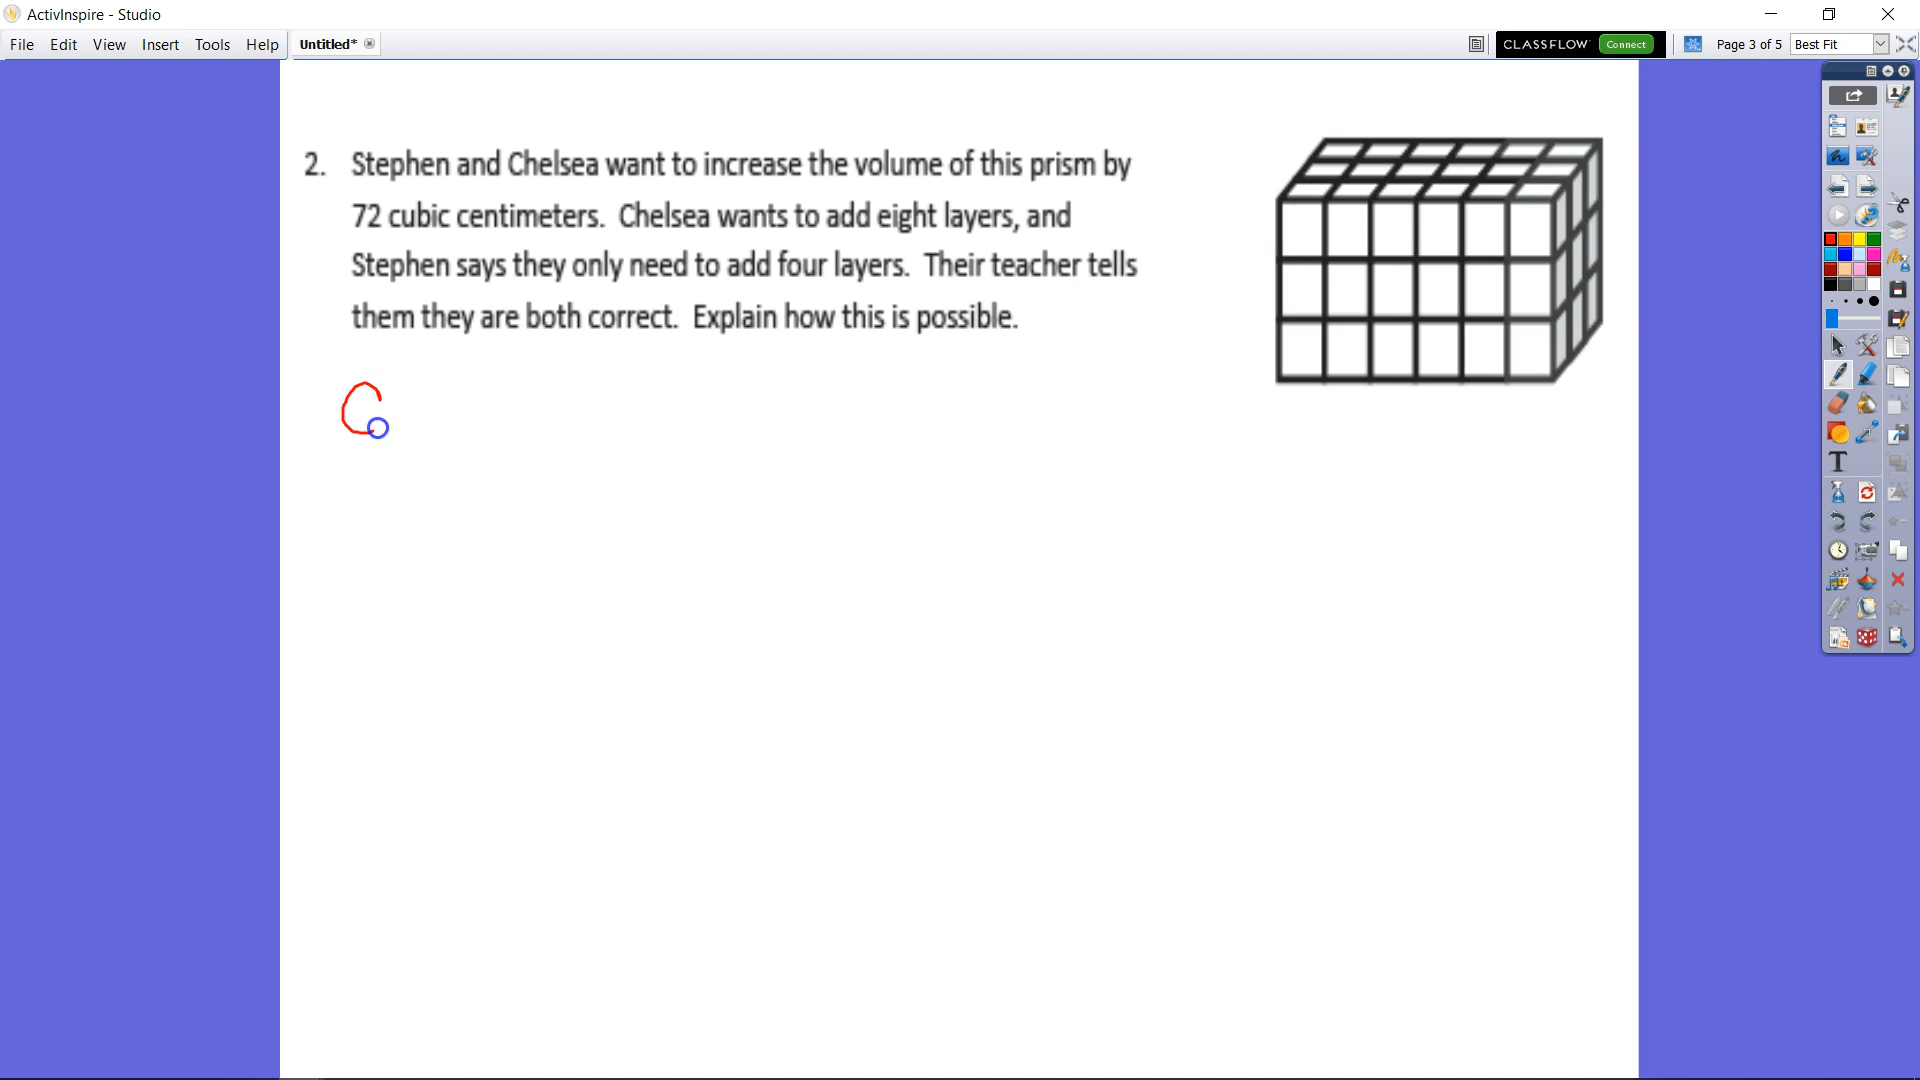 ActivInspire - Studio
File Edit View Insert Tools Help Untitled* CLASSFLOW Connect Page 3 of 5 Best Fit
2. Stephen and Chelsea want to increase the volume of this prism by
72 cubic centimeters. Chelsea wants to add eight layers, and
Stephen says they only need to add four layers. Their teacher tells
them they are both correct. Explain how this is possible.
C
T